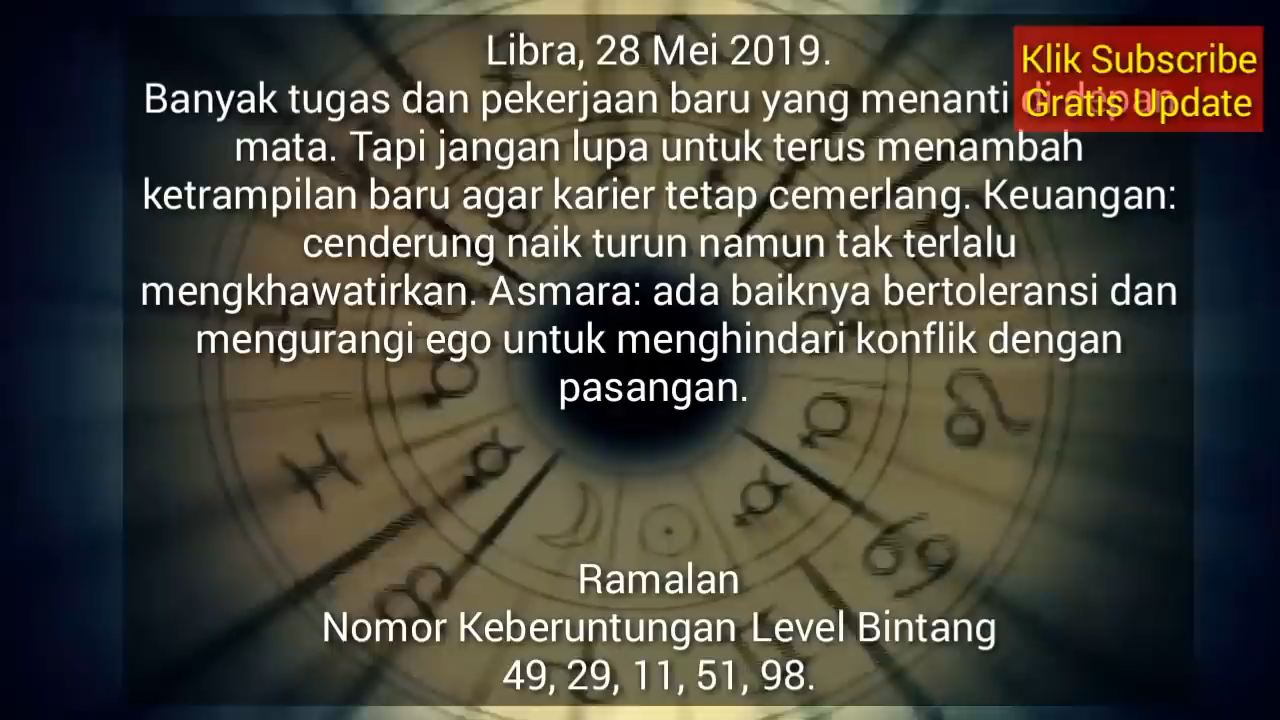 Libra, 28 Mei 2019.
Klik Subscribe
Gratis Update
Banyak tugas dan pekerjaan baru yang menanti di depan
mata. Tapi jangan lupa untuk terus menambah
ketrampilan baru agar karier tetap cemerlang. Keuangan:
cenderung naik turun namun tak terlalu
mengkhawatirkan. Asmara: ada baiknya bertoleransi dan
mengurangi ego untuk menghindari konflik dengan
pasangan.
Ramalan
Nomor Keberuntungan Level Bintang
49, 29, 11, 51, 98.